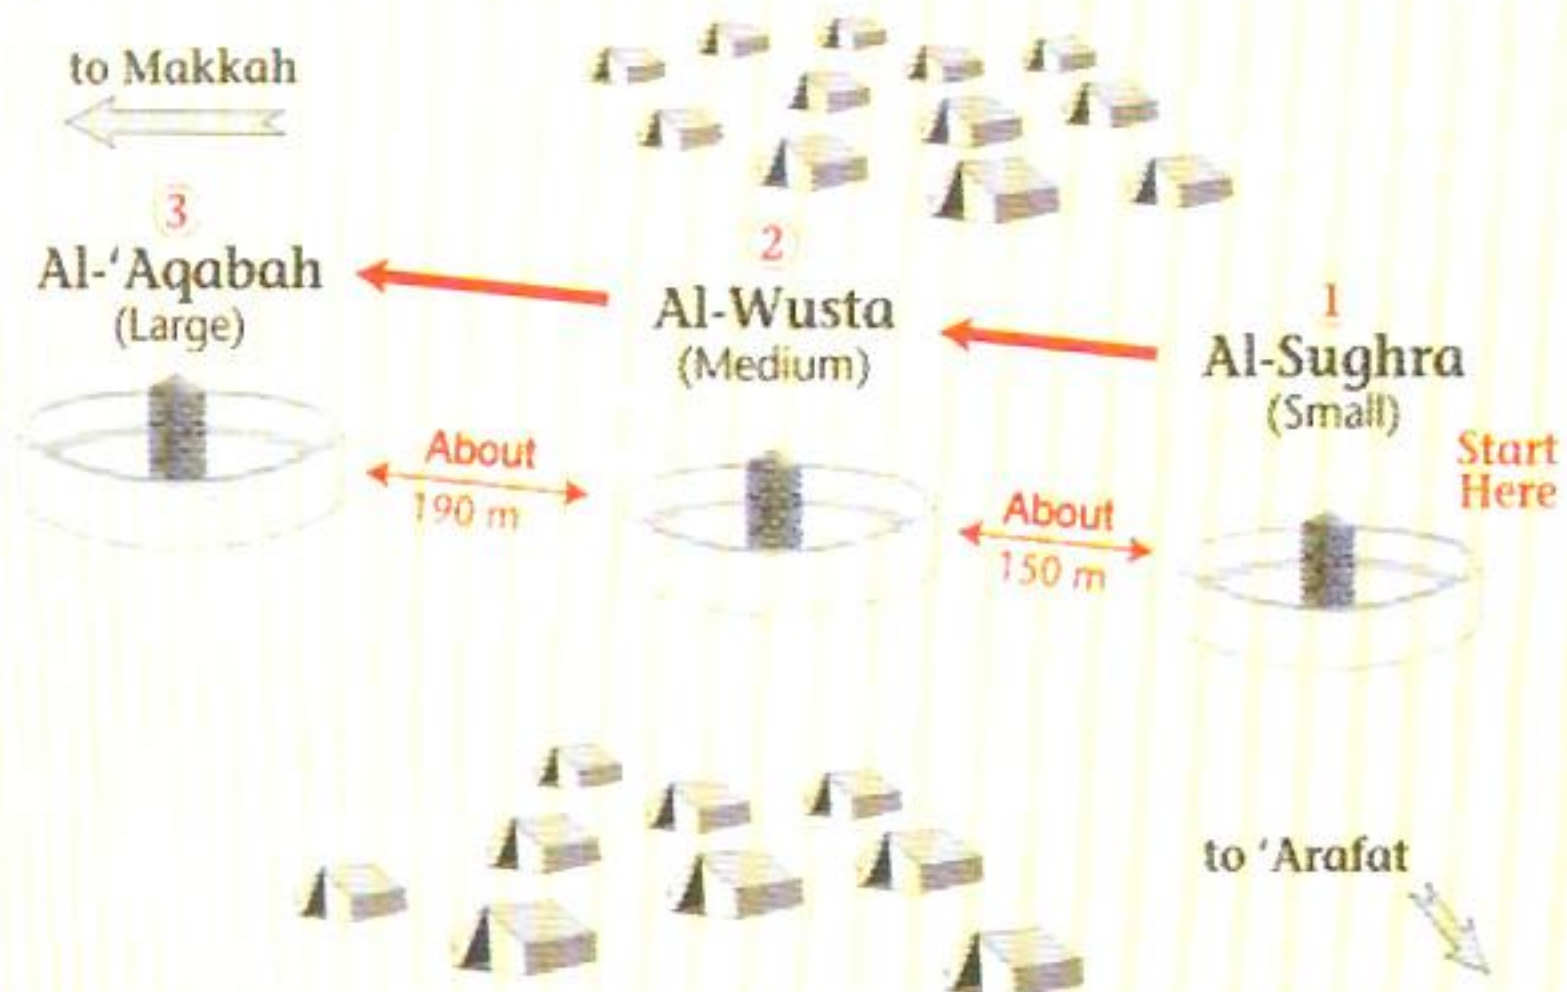 to Makkah
3
Al-‘Aqabah
(Large)
2
Al-Wusta
(Medium)
1
Al-Sughra
(Small)
Start
Here
About
190 m
About
150 m
to ‘Arafat